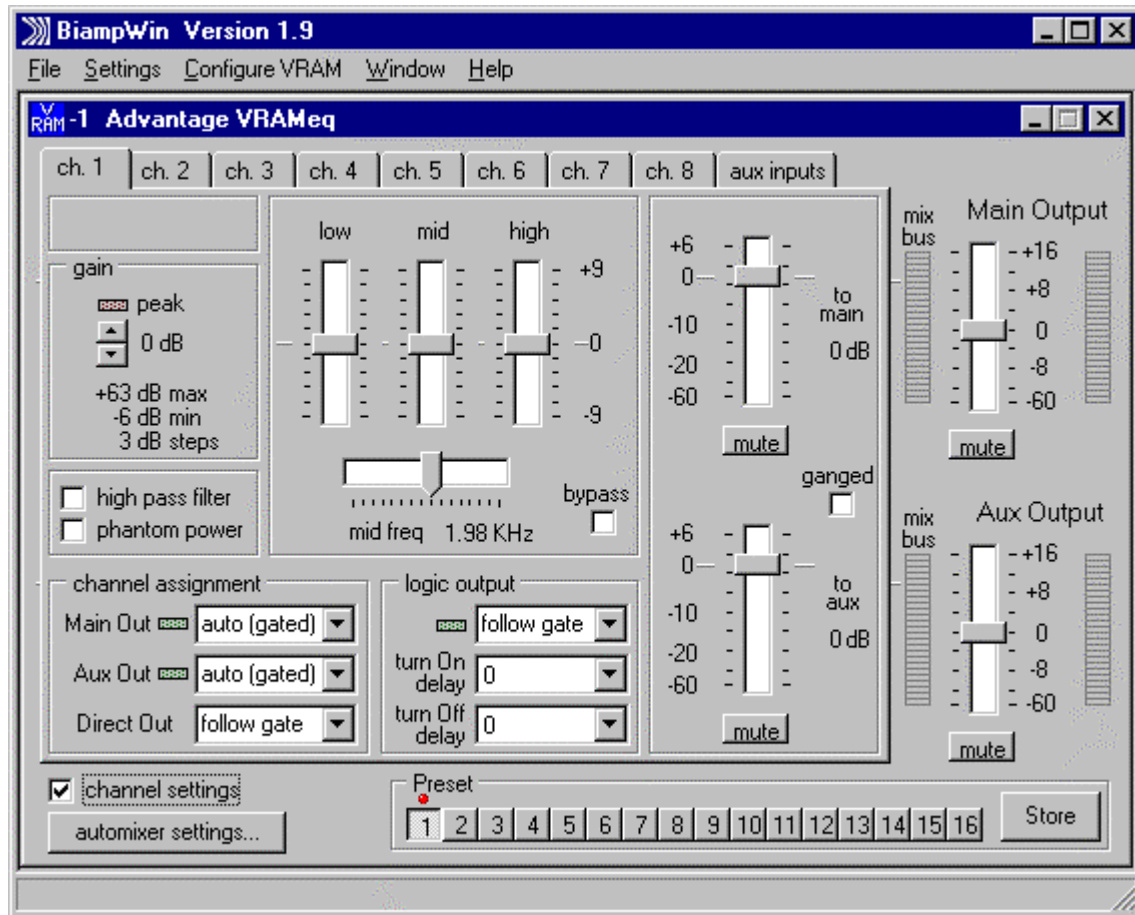 BiampWin Version 1.9
File Settings Configure VRAM Window Help
V RAM -1 Advantage VRAMeq
ch. 1 ch. 2 ch. 3 ch. 4 ch. 5 ch. 6 ch. 7 ch. 8 aux inputs
gain
peak
0 dB
+63 dB max
-6 dB min
3 dB steps
high pass filter
phantom power
low mid high
+9
0
-9
mid freq 1.98 KHz
bypass
channel assignment
Main Out auto (gated)
Aux Out auto (gated)
Direct Out follow gate
logic output
follow gate
turn On delay 0
turn Off delay 0
+6
0
-10
-20
-60
to main
0 dB
mute
ganged
+6
0
-10
-20
-60
to aux
0 dB
mute
mix bus
Main Output
+16
+8
0
-8
-60
mute
mix bus
Aux Output
+16
+8
0
-8
-60
mute
channel settings
automixer settings...
Preset
1 2 3 4 5 6 7 8 9 10 11 12 13 14 15 16
Store